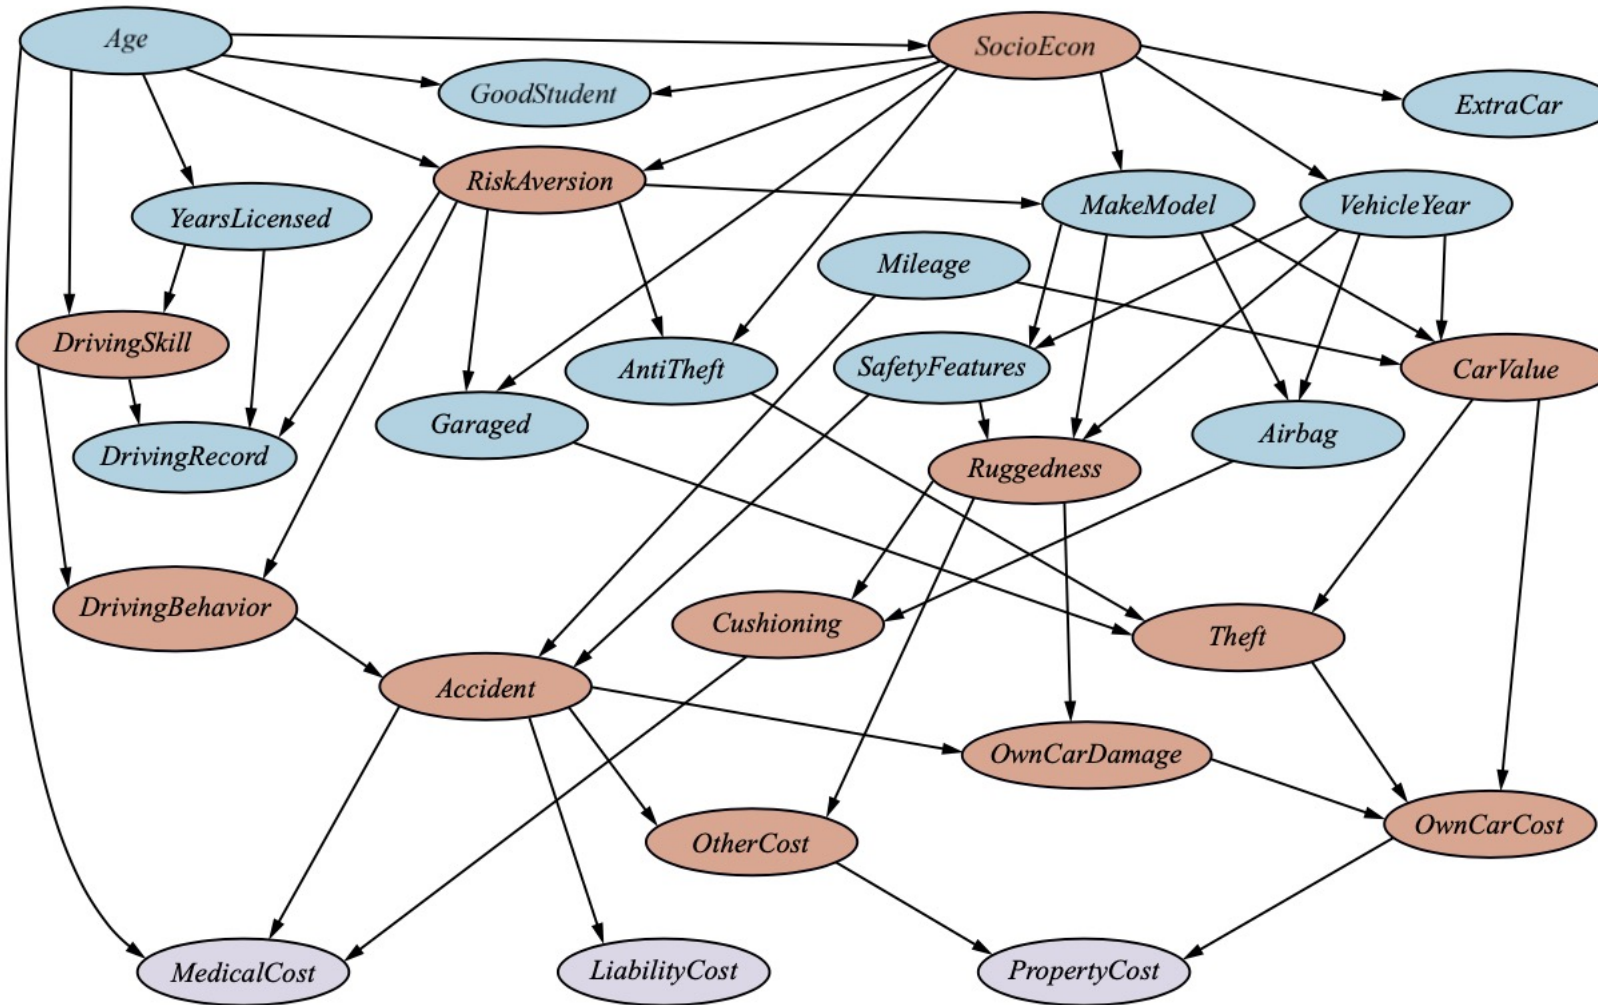 Age
SocioEcon
GoodStudent
ExtraCar
RiskAversion
YearsLicensed
MakeModel
VehicleYear
Mileage
DrivingSkill
AntiTheft
SafetyFeatures
CarValue
Garaged
Airbag
DrivingRecord
Ruggedness
DrivingBehavior
Cushioning
Theft
Accident
OwnCarDamage
OtherCost
OwnCarCost
MedicalCost
LiabilityCost
PropertyCost